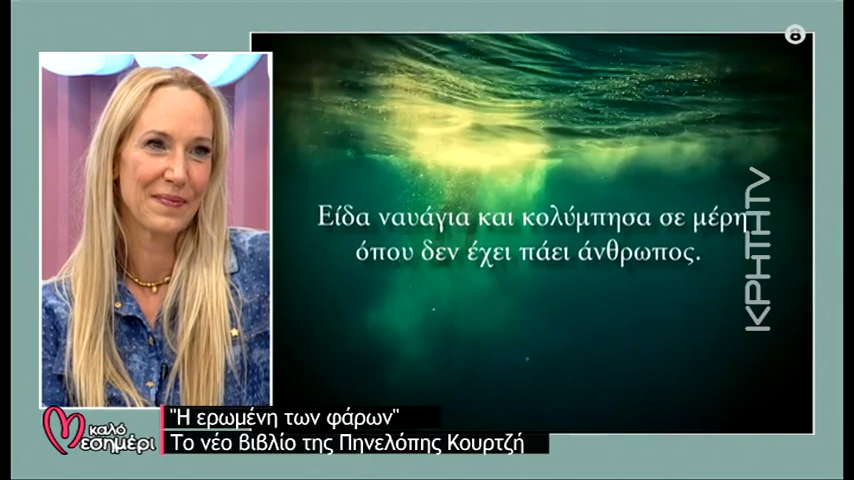 8
Είδα ναυάγια και κολύμπησα σε μέρη
όπου δεν έχει πάει άνθρωπος.
ΚΡΗΤΗTV
καλό
μεσημέρι
"Η ερωμένη των φάρων"
Το νέο βιβλίο της Πηνελόπης Κουρτζή